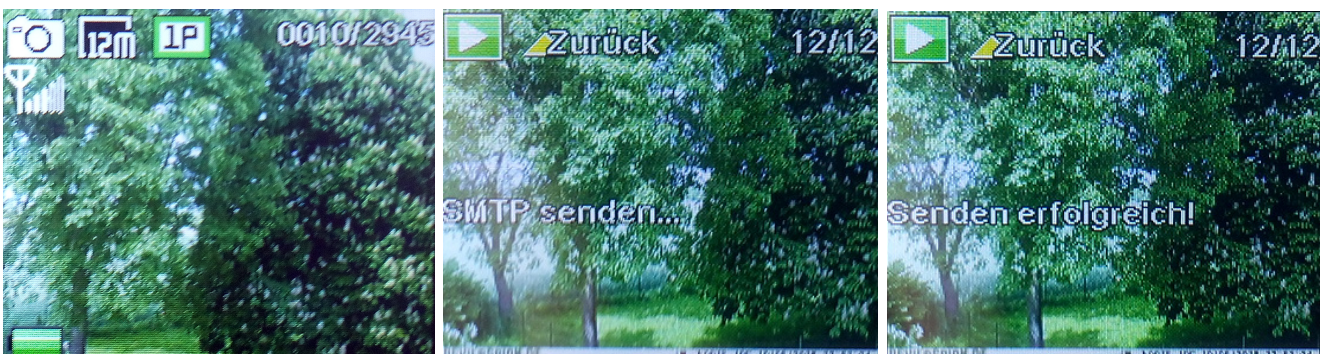 12m 1P 0010/2945
Zurück 12/12
SMTP senden...
Zurück 12/12
Senden erfolgreich!